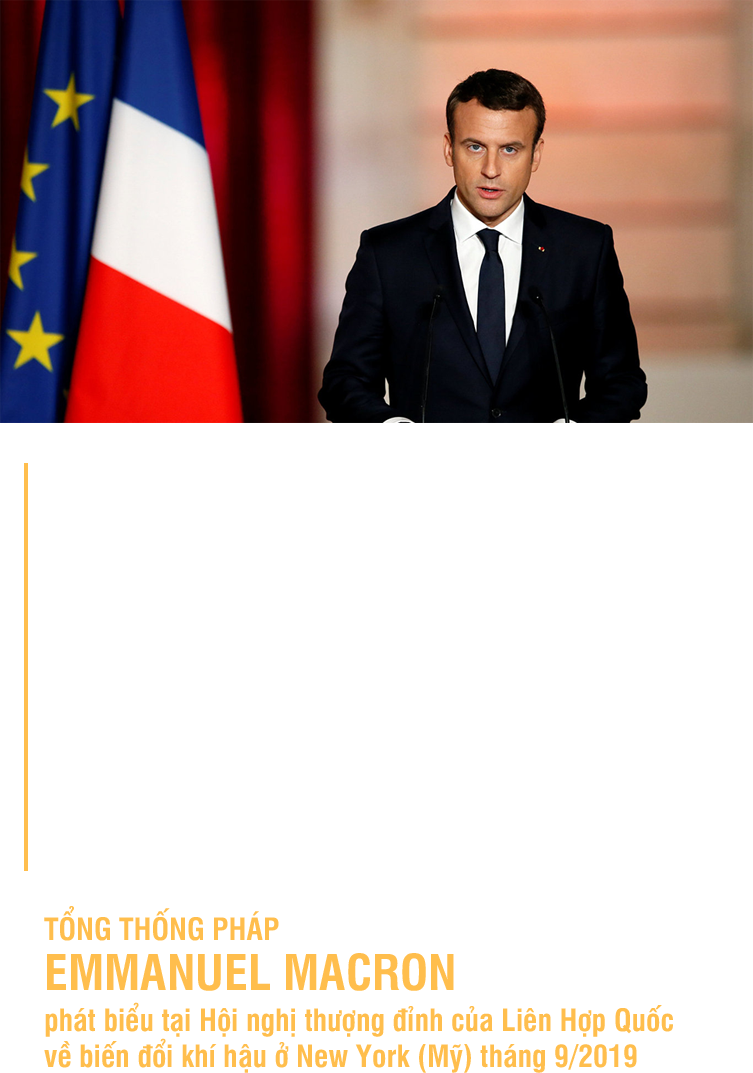 TỔNG THỐNG PHÁP
EMMANUEL MACRON
phát biểu tại Hội nghị thượng đỉnh của Liên Hợp Quốc
về biến đổi khí hậu ở New York (Mỹ) tháng 9/2019